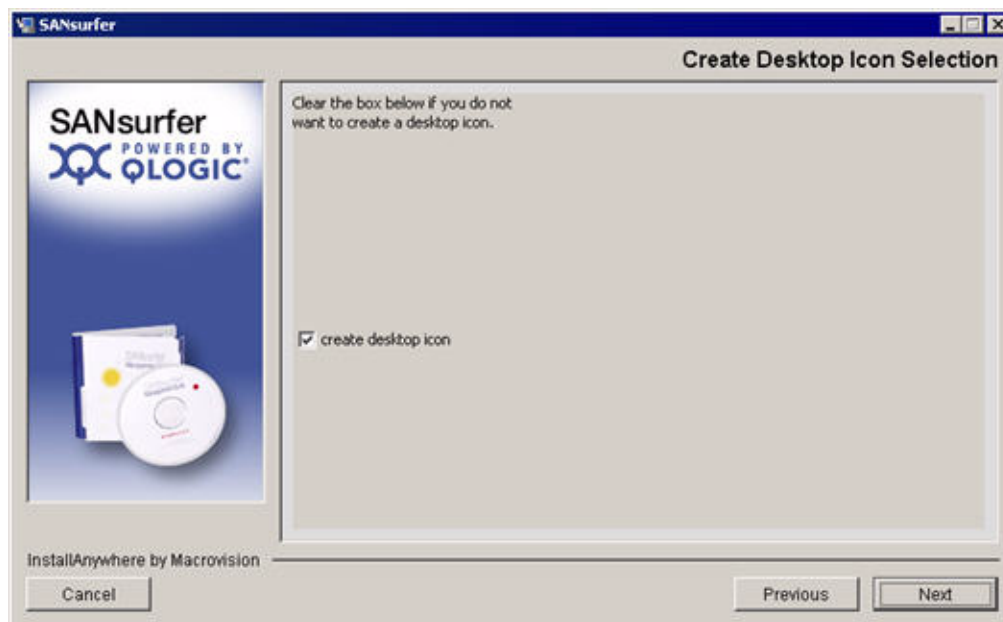 SANsurfer
Create Desktop Icon Selection
SANsurfer
POWERED BY
QLOGIC
Clear the box below if you do not
want to create a desktop icon.
create desktop icon
InstallAnywhere by Macrovision
Cancel
Previous
Next